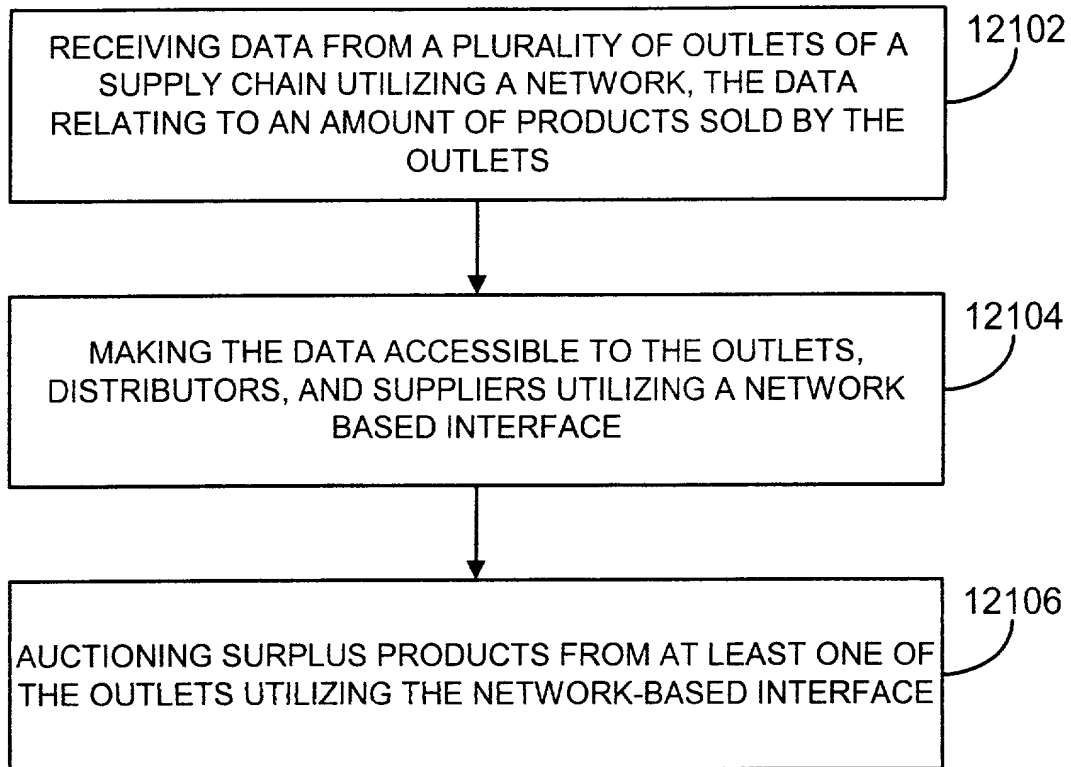 RECEIVING DATA FROM A PLURALITY OF OUTLETS OF A
SUPPLY CHAIN UTILIZING A NETWORK, THE DATA
RELATING TO AN AMOUNT OF PRODUCTS SOLD BY THE
OUTLETS
12102
MAKING THE DATA ACCESSIBLE TO THE OUTLETS,
DISTRIBUTORS, AND SUPPLIERS UTILIZING A NETWORK
BASED INTERFACE
12104
AUCTIONING SURPLUS PRODUCTS FROM AT LEAST ONE OF
THE OUTLETS UTILIZING THE NETWORK-BASED INTERFACE
12106